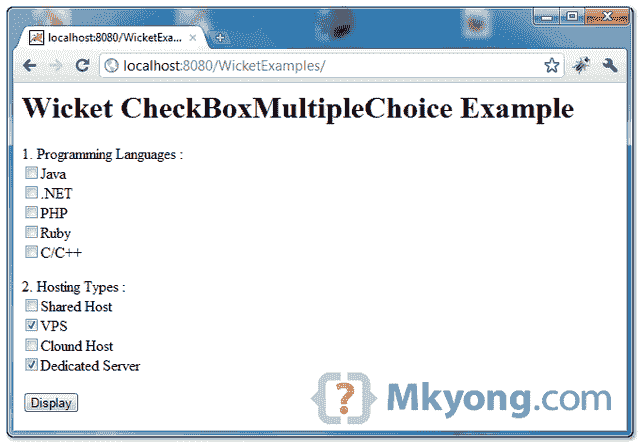 localhost:8080/WicketExa...
localhost:8080/WicketExamples/
Wicket CheckBoxMultipleChoice Example
1. Programming Languages :
Java
.NET
PHP
Ruby
C/C++
2. Hosting Types :
Shared Host
VPS
Clound Host
Dedicated Server
Display
{?} Mkyong.com